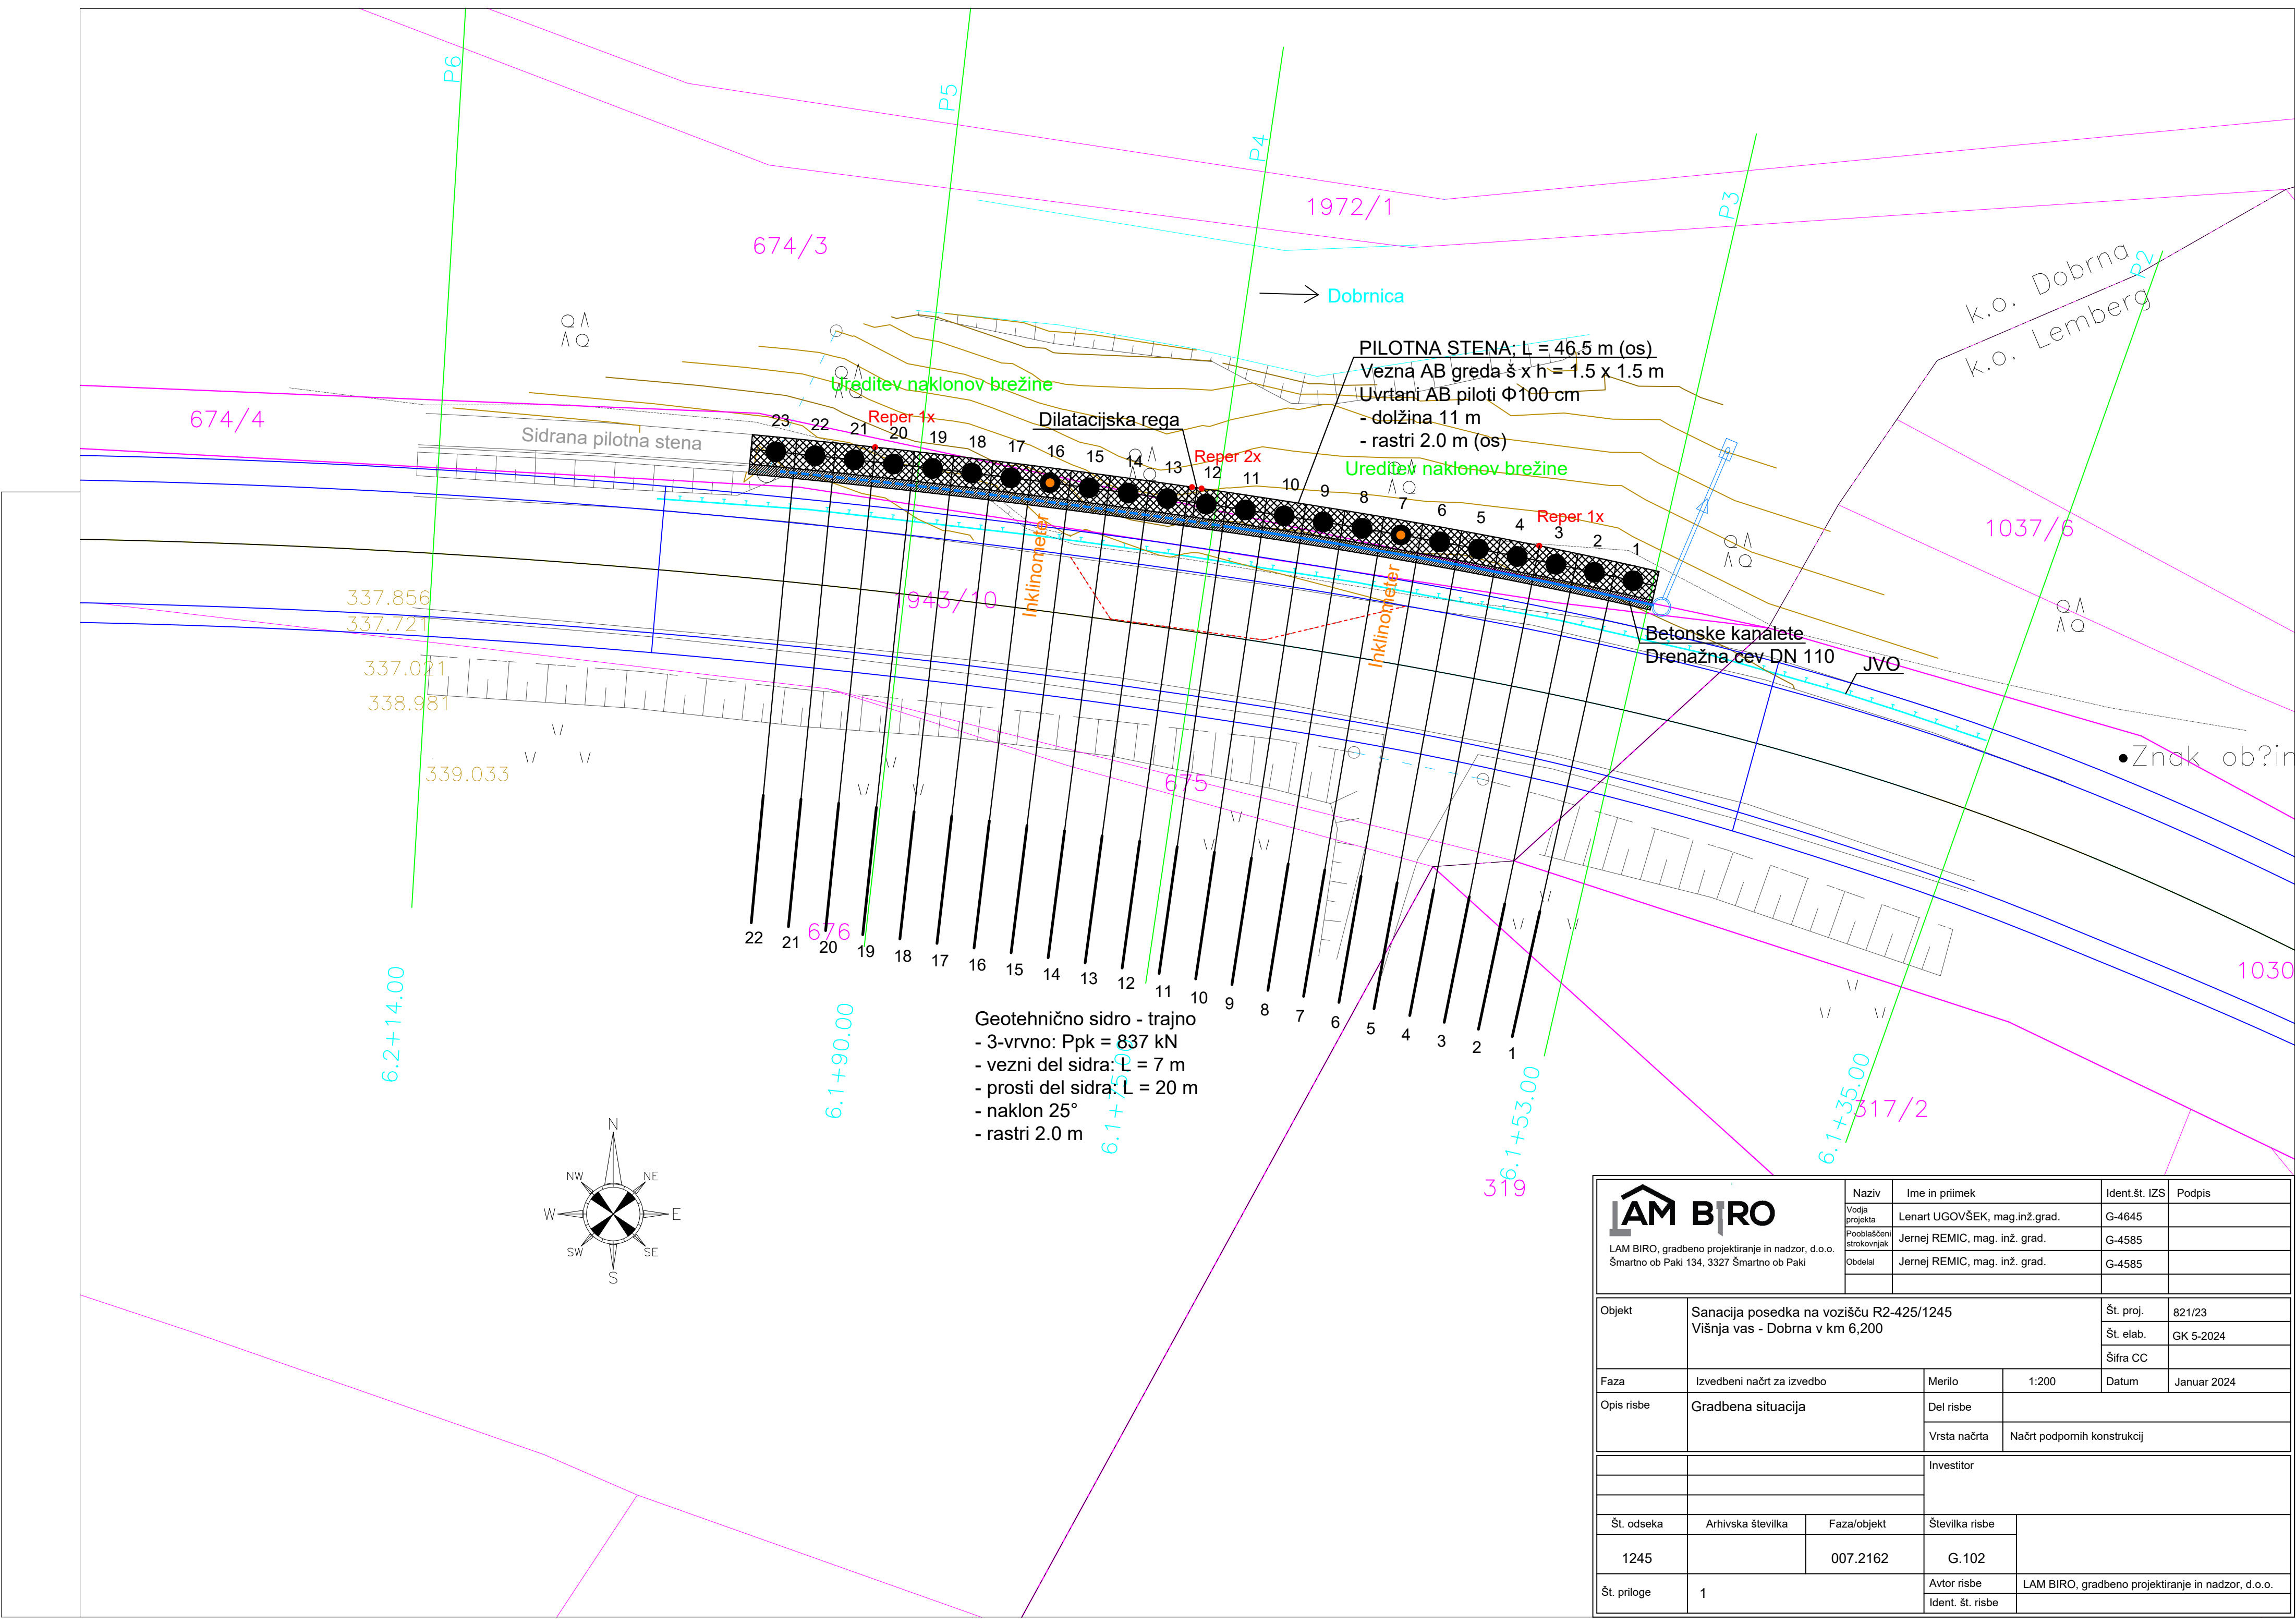 P6
P5
P4
P3
P2
1972/1
674/3
k.o. Dobrna
k.o. Lemberg
Dobrnica
PILOTNA STENA; L = 46.5 m (os)
Vezna AB greda š x h = 1.5 x 1.5 m
Uvrtani AB piloti Φ100 cm
- dolžina 11 m
- rastri 2.0 m (os)
Ureditev naklonov brežine
Ureditev naklonov brežine
674/4
Sidrana pilotna stena
Dilatacijska rega
Reper 1x
Reper 2x
Reper 1x
23 22 21 20 19 18 17 16 15 14 13 12 11 10 9 8 7 6 5 4 3 2 1
1037/6
Inklinometer
Inklinometer
1943/10
337.856
337.721
337.021
338.981
339.033
Betonske kanalete
Drenažna cev DN 110
JVO
Znak ob?in
675
676
22 21 20 19 18 17 16 15 14 13 12 11 10 9 8 7 6 5 4 3 2 1
1030
6.2+14.00
6.1+90.00
6.1+75.00
6.1+53.00
6.1+35.00
317/2
319
Geotehnično sidro - trajno
- 3-vrvno: Ppk = 837 kN
- vezni del sidra: L = 7 m
- prosti del sidra: L = 20 m
- naklon 25°
- rastri 2.0 m
N
NW NE
W E
SW SE
S
LAM BIRO
LAM BIRO, gradbeno projektiranje in nadzor, d.o.o.
Šmartno ob Paki 134, 3327 Šmartno ob Paki
Naziv Ime in priimek Ident.št. IZS Podpis
Vodja projekta Lenart UGOVŠEK, mag.inž.grad. G-4645
Pooblaščeni strokovnjak Jernej REMIC, mag. inž. grad. G-4585
Obdelal Jernej REMIC, mag. inž. grad. G-4585
Objekt Sanacija posedka na vozišču R2-425/1245
Višnja vas - Dobrna v km 6,200
Št. proj. 821/23
Št. elab. GK 5-2024
Šifra CC
Faza Izvedbeni načrt za izvedbo Merilo 1:200 Datum Januar 2024
Opis risbe Gradbena situacija Del risbe
Vrsta načrta Načrt podpornih konstrukcij
Investitor
Št. odseka Arhivska številka Faza/objekt Številka risbe
1245 007.2162 G.102
Št. priloge 1 Avtor risbe LAM BIRO, gradbeno projektiranje in nadzor, d.o.o.
Ident. št. risbe